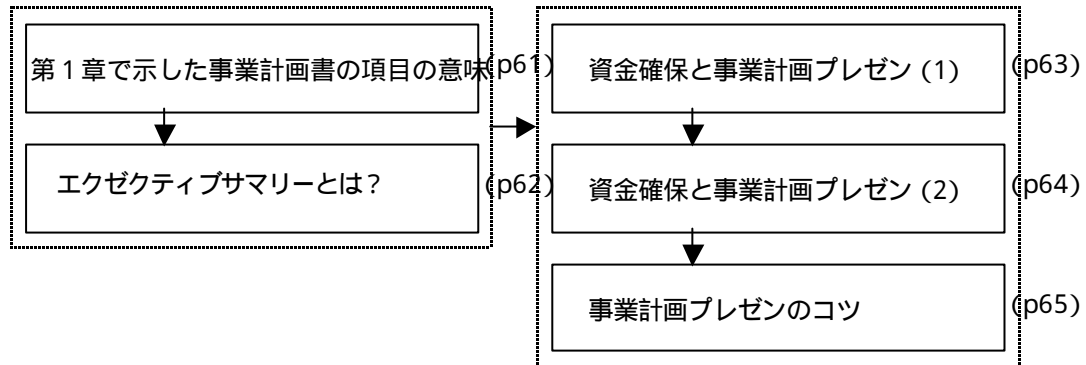 第1章で示した事業計画書の項目の意味 (p61)
エクゼクティブサマリーとは? (p62)
資金確保と事業計画プレゼン (1) (p63)
資金確保と事業計画プレゼン (2) (p64)
事業計画プレゼンのコツ (p65)